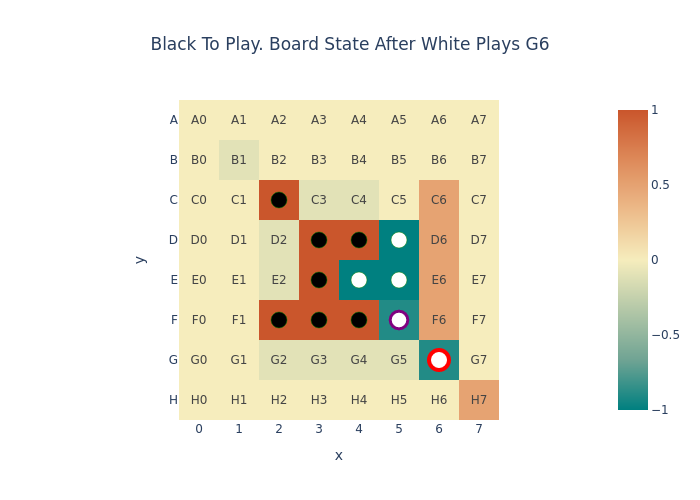 Black To Play. Board State After White Plays G6
A A0 A1 A2 A3 A4 A5 A6 A7
B B0 B1 B2 B3 B4 B5 B6 B7
C C0 C1 C3 C4 C5 C6 C7
D D0 D1 D2 D6 D7
E E0 E1 E2 E6 E7
F F0 F1 F6 F7
G G0 G1 G2 G3 G4 G5 G7
H H0 H1 H2 H3 H4 H5 H6 H7
0 1 2 3 4 5 6 7
x
y
1
0.5
0
−0.5
−1